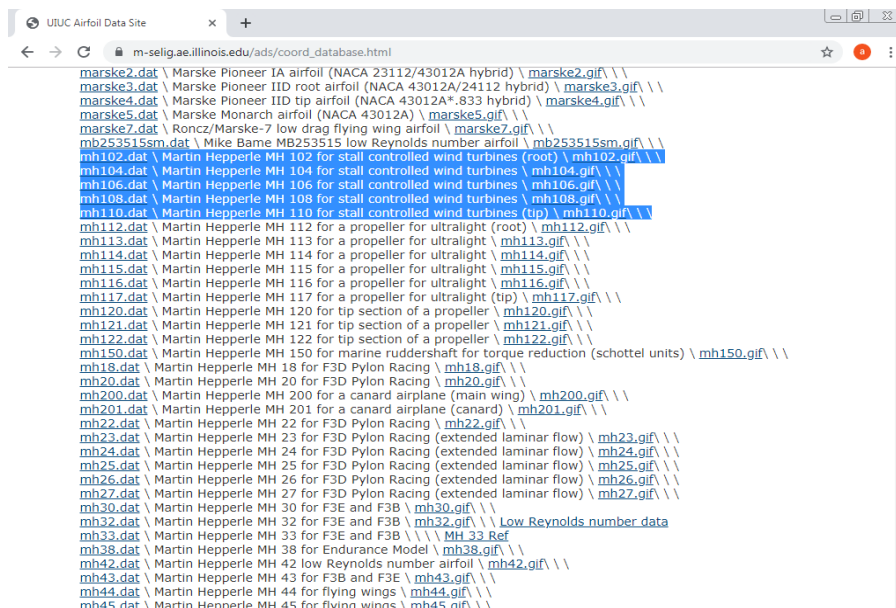 UIUC Airfoil Data Site
m-selig.ae.illinois.edu/ads/coord_database.html
a
marske2.dat \ Marske Pioneer IA airfoil (NACA 23112/43012A hybrid) \ marske2.gif\ \ \
marske3.dat \ Marske Pioneer IID root airfoil (NACA 43012A/24112 hybrid) \ marske3.gif\ \ \
marske4.dat \ Marske Pioneer IID tip airfoil (NACA 43012A*.833 hybrid) \ marske4.gif\ \ \
marske5.dat \ Marske Monarch airfoil (NACA 43012A) \ marske5.gif\ \ \
marske7.dat \ Roncz/Marske-7 low drag flying wing airfoil \ marske7.gif\ \ \
mb253515sm.dat \ Mike Bame MB253515 low Reynolds number airfoil \ mb253515sm.gif\ \ \
mh102.dat \ Martin Hepperle MH 102 for stall controlled wind turbines (root) \ mh102.gif\ \ \
mh104.dat \ Martin Hepperle MH 104 for stall controlled wind turbines \ mh104.gif\ \ \
mh106.dat \ Martin Hepperle MH 106 for stall controlled wind turbines \ mh106.gif\ \ \
mh108.dat \ Martin Hepperle MH 108 for stall controlled wind turbines \ mh108.gif\ \ \
mh110.dat \ Martin Hepperle MH 110 for stall controlled wind turbines (tip) \ mh110.gif\ \ \
mh112.dat \ Martin Hepperle MH 112 for a propeller for ultralight (root) \ mh112.gif\ \ \
mh113.dat \ Martin Hepperle MH 113 for a propeller for ultralight \ mh113.gif\ \ \
mh114.dat \ Martin Hepperle MH 114 for a propeller for ultralight \ mh114.gif\ \ \
mh115.dat \ Martin Hepperle MH 115 for a propeller for ultralight \ mh115.gif\ \ \
mh116.dat \ Martin Hepperle MH 116 for a propeller for ultralight \ mh116.gif\ \ \
mh117.dat \ Martin Hepperle MH 117 for a propeller for ultralight (tip) \ mh117.gif\ \ \
mh120.dat \ Martin Hepperle MH 120 for tip section of a propeller \ mh120.gif\ \ \
mh121.dat \ Martin Hepperle MH 121 for tip section of a propeller \ mh121.gif\ \ \
mh122.dat \ Martin Hepperle MH 122 for tip section of a propeller \ mh122.gif\ \ \
mh150.dat \ Martin Hepperle MH 150 for marine ruddershaft for torque reduction (schottel units) \ mh150.gif\ \ \
mh18.dat \ Martin Hepperle MH 18 for F3D Pylon Racing \ mh18.gif\ \ \
mh20.dat \ Martin Hepperle MH 20 for F3D Pylon Racing \ mh20.gif\ \ \
mh200.dat \ Martin Hepperle MH 200 for a canard airplane (main wing) \ mh200.gif\ \ \
mh201.dat \ Martin Hepperle MH 201 for a canard airplane (canard) \ mh201.gif\ \ \
mh22.dat \ Martin Hepperle MH 22 for F3D Pylon Racing \ mh22.gif\ \ \
mh23.dat \ Martin Hepperle MH 23 for F3D Pylon Racing (extended laminar flow) \ mh23.gif\ \ \
mh24.dat \ Martin Hepperle MH 24 for F3D Pylon Racing (extended laminar flow) \ mh24.gif\ \ \
mh25.dat \ Martin Hepperle MH 25 for F3D Pylon Racing (extended laminar flow) \ mh25.gif\ \ \
mh26.dat \ Martin Hepperle MH 26 for F3D Pylon Racing (extended laminar flow) \ mh26.gif\ \ \
mh27.dat \ Martin Hepperle MH 27 for F3D Pylon Racing (extended laminar flow) \ mh27.gif\ \ \
mh30.dat \ Martin Hepperle MH 30 for F3E and F3B \ mh30.gif\ \ \
mh32.dat \ Martin Hepperle MH 32 for F3E and F3B \ mh32.gif\ \ \ Low Reynolds number data
mh33.dat \ Martin Hepperle MH 33 for F3E and F3B \ \ \ \ MH 33 Ref
mh38.dat \ Martin Hepperle MH 38 for Endurance Model \ mh38.gif\ \ \
mh42.dat \ Martin Hepperle MH 42 low Reynolds number airfoil \ mh42.gif\ \ \
mh43.dat \ Martin Hepperle MH 43 for F3B and F3E \ mh43.gif\ \ \
mh44.dat \ Martin Hepperle MH 44 for flying wings \ mh44.gif\ \ \
mh45.dat \ Martin Hepperle MH 45 for flying wings \ mh45.gif\ \ \